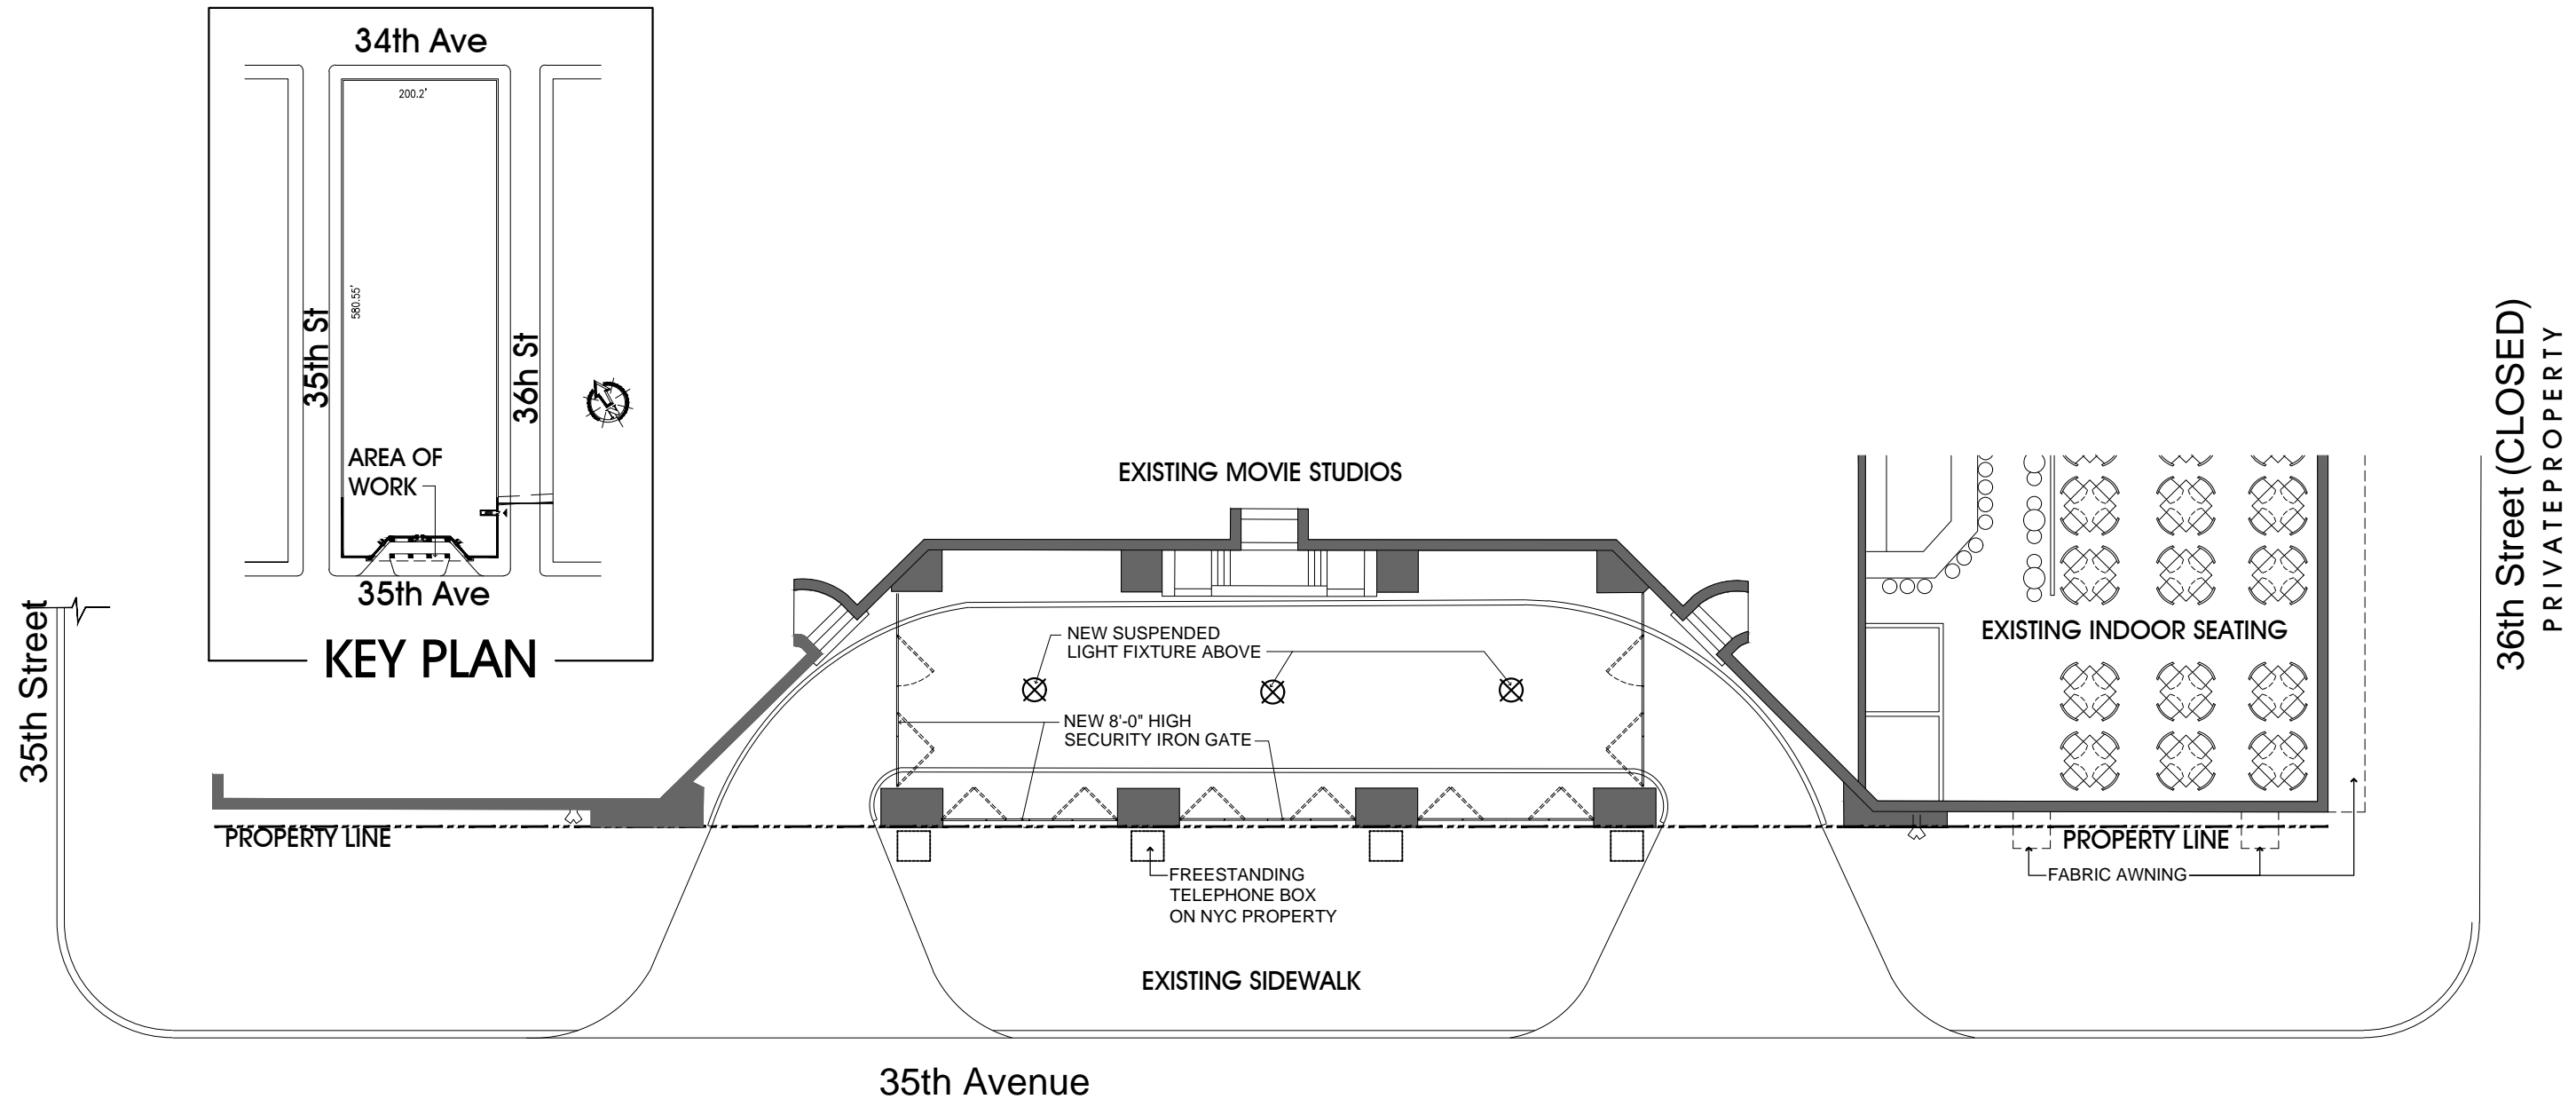 34th Ave
200.2'
580.55'
35th St
36h St
N
AREA OF
WORK
35th Ave
KEY PLAN
35th Street
EXISTING MOVIE STUDIOS
36th Street (CLOSED)
PRIVATEPROPERTY
NEW SUSPENDED
LIGHT FIXTURE ABOVE
EXISTING INDOOR SEATING
NEW 8'-0" HIGH
SECURITY IRON GATE
PROPERTY LINE
PROPERTY LINE
FREESTANDING
TELEPHONE BOX
ON NYC PROPERTY
FABRIC AWNING
EXISTING SIDEWALK
35th Avenue